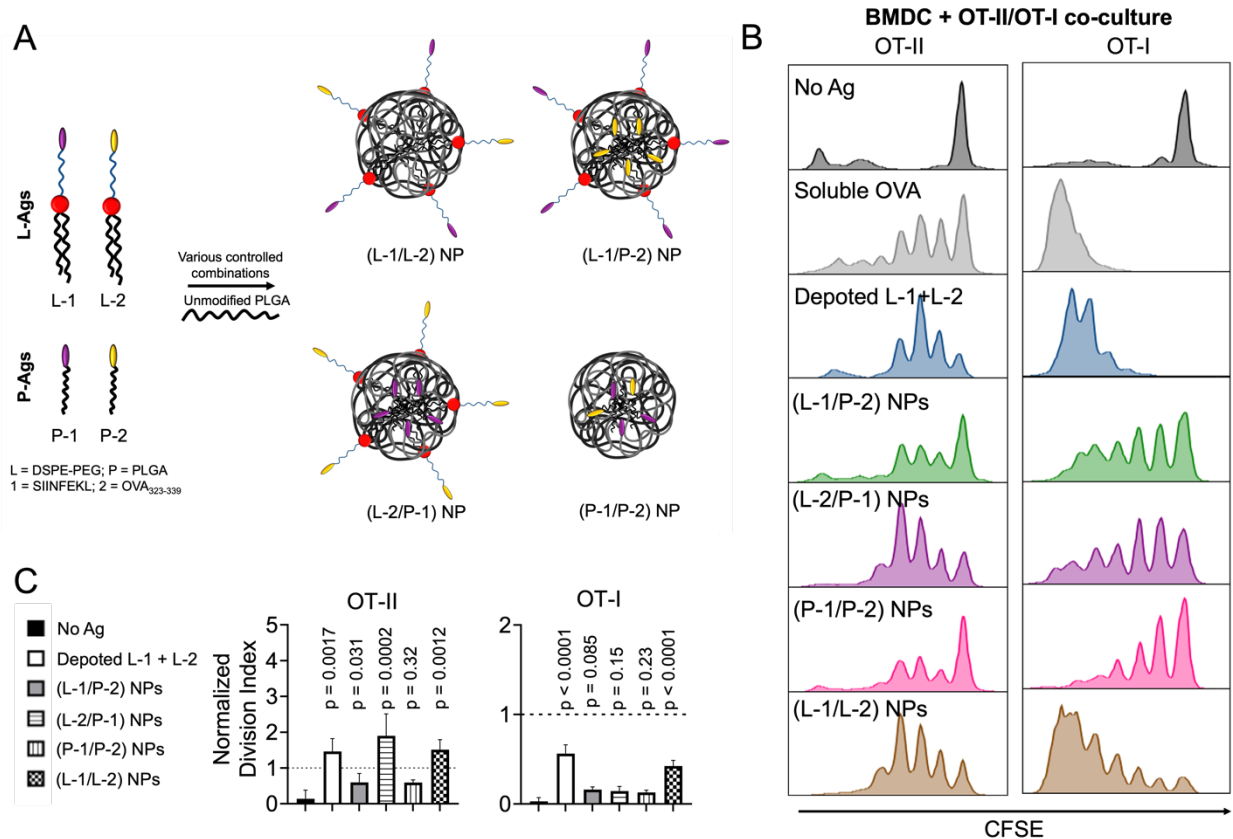 A
L-Ags
L-1 L-2
P-Ags
P-1 P-2
L = DSPE-PEG; P = PLGA
1 = SIINFEKL; 2 = OVA323-339
Various controlled
combinations
Unmodified PLGA
(L-1/L-2) NP
(L-1/P-2) NP
(L-2/P-1) NP
(P-1/P-2) NP
B
BMDC + OT-II/OT-I co-culture
OT-II
OT-I
No Ag
Soluble OVA
Depoted L-1+L-2
(L-1/P-2) NPs
(L-2/P-1) NPs
(P-1/P-2) NPs
(L-1/L-2) NPs
CFSE
C
No Ag
Depoted L-1 + L-2
(L-1/P-2) NPs
(L-2/P-1) NPs
(P-1/P-2) NPs
(L-1/L-2) NPs
Normalized
Division Index
OT-II
5
4
3
2
1
0
p = 0.0017
p = 0.031
p = 0.0002
p = 0.32
p = 0.0012
OT-I
2
1
0
p < 0.0001
p = 0.085
p = 0.15
p = 0.23
p < 0.0001